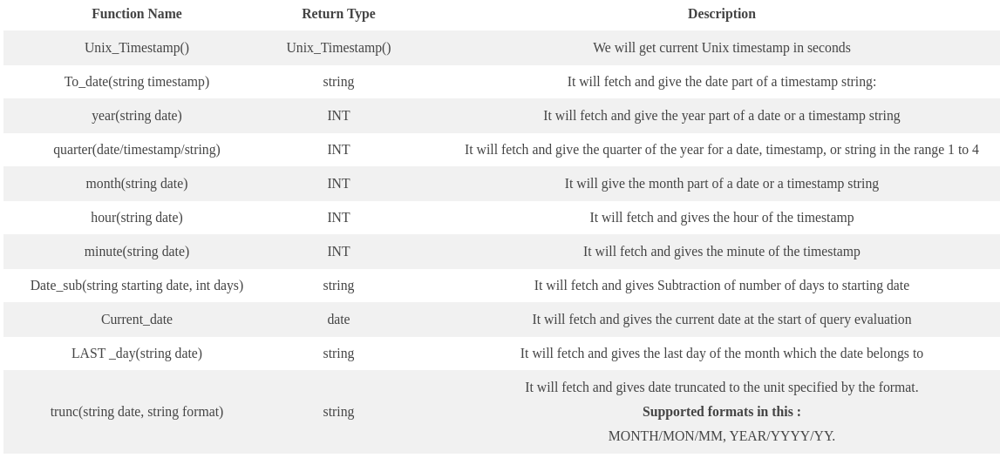 Function Name Return Type Description
Unix_Timestamp() Unix_Timestamp() We will get current Unix timestamp in seconds
To_date(string timestamp) string It will fetch and give the date part of a timestamp string:
year(string date) INT It will fetch and give the year part of a date or a timestamp string
quarter(date/timestamp/string) INT It will fetch and give the quarter of the year for a date, timestamp, or string in the range 1 to 4
month(string date) INT It will give the month part of a date or a timestamp string
hour(string date) INT It will fetch and gives the hour of the timestamp
minute(string date) INT It will fetch and gives the minute of the timestamp
Date_sub(string starting date, int days) string It will fetch and gives Subtraction of number of days to starting date
Current_date date It will fetch and gives the current date at the start of query evaluation
LAST _day(string date) string It will fetch and gives the last day of the month which the date belongs to
It will fetch and gives date truncated to the unit specified by the format.
trunc(string date, string format) string Supported formats in this :
MONTH/MON/MM, YEAR/YYYY/YY.